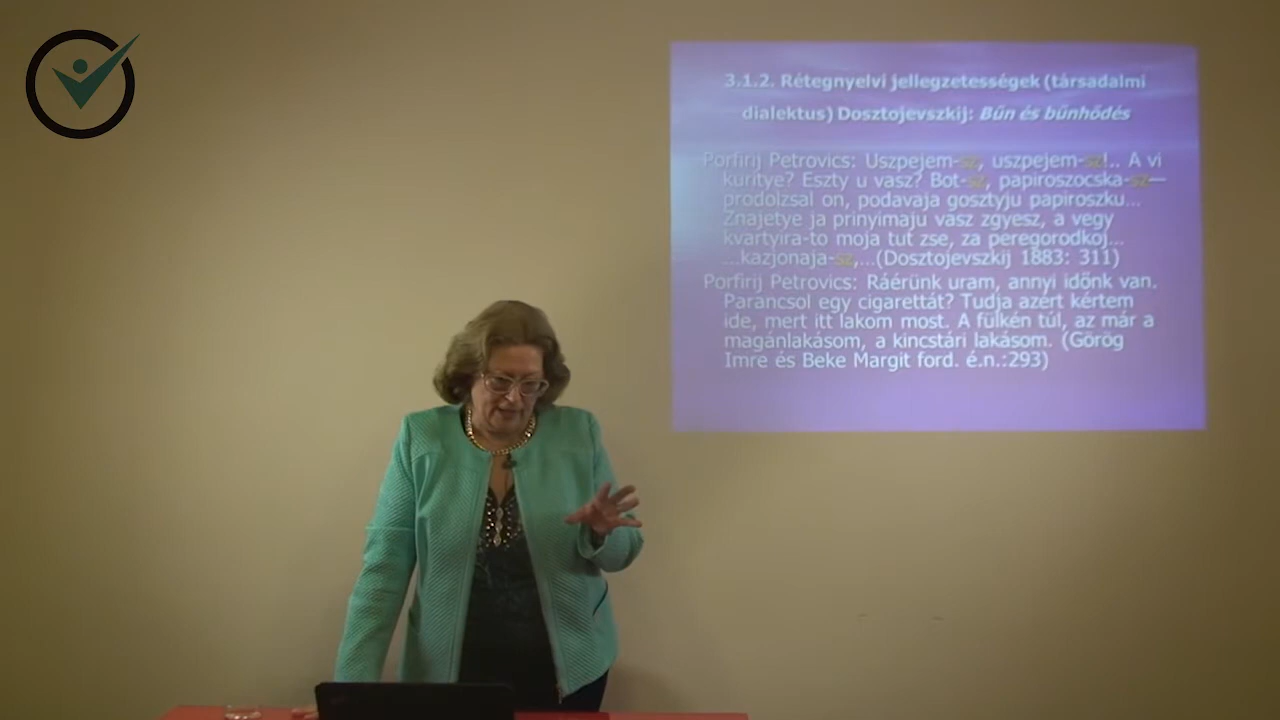 3.1.2. Rétegnyelvi jellegzetességek (társadalmi
dialektus) Dosztojevszkij: Bűn és bűnhődés
Porfirij Petrovics: Uszpejem-sz, uszpejem-sz!.. A vi
kuritye? Eszty u vasz? Bot-sz, papiroszocska-sz—
prodolzsal on, podavaja gosztyju papiroszku...
Znajetye ja prinyimaju vasz zgyesz, a vegy
kvartyira-to moja tut zse, za peregorodkoj...
...kazjonaja-sz,...(Dosztojevszkij 1883: 311)
Porfirij Petrovics: Ráérünk uram, annyi időnk van.
Parancsol egy cigarettát? Tudja azért kértem
ide, mert itt lakom most. A fülkén túl, az már a
magánlakásom, a kincstári lakásom. (Görög
Imre és Beke Margit ford. é.n.:293)